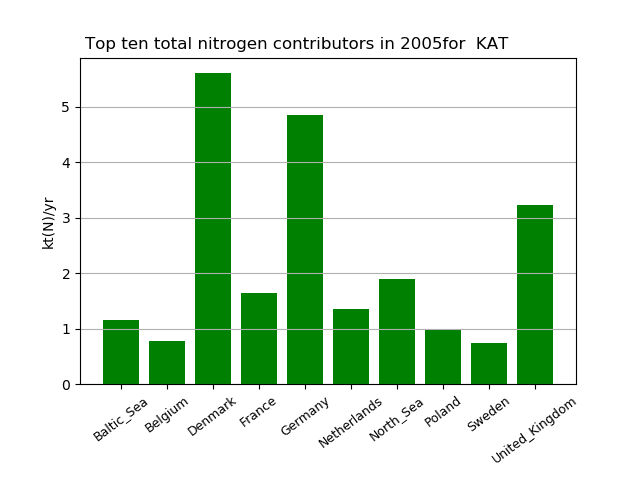 Top ten total nitrogen contributors in 2005for  KAT
kt(N)/yr
5
4
3
2
1
0
Baltic_Sea
Belgium
Denmark
France
Germany
Netherlands
North_Sea
Poland
Sweden
United_Kingdom